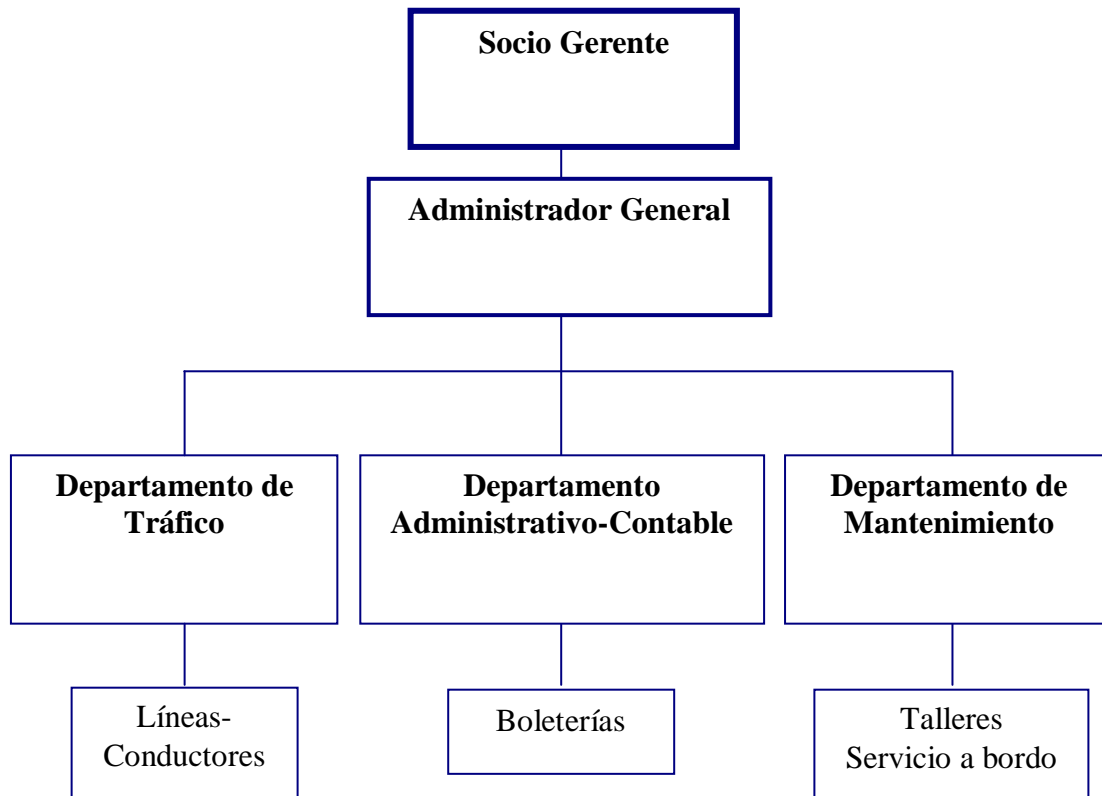 Socio Gerente
Administrador General
Departamento de
Tráfico
Departamento
Administrativo-Contable
Departamento de
Mantenimiento
Líneas-
Conductores
Boleterías
Talleres
Servicio a bordo